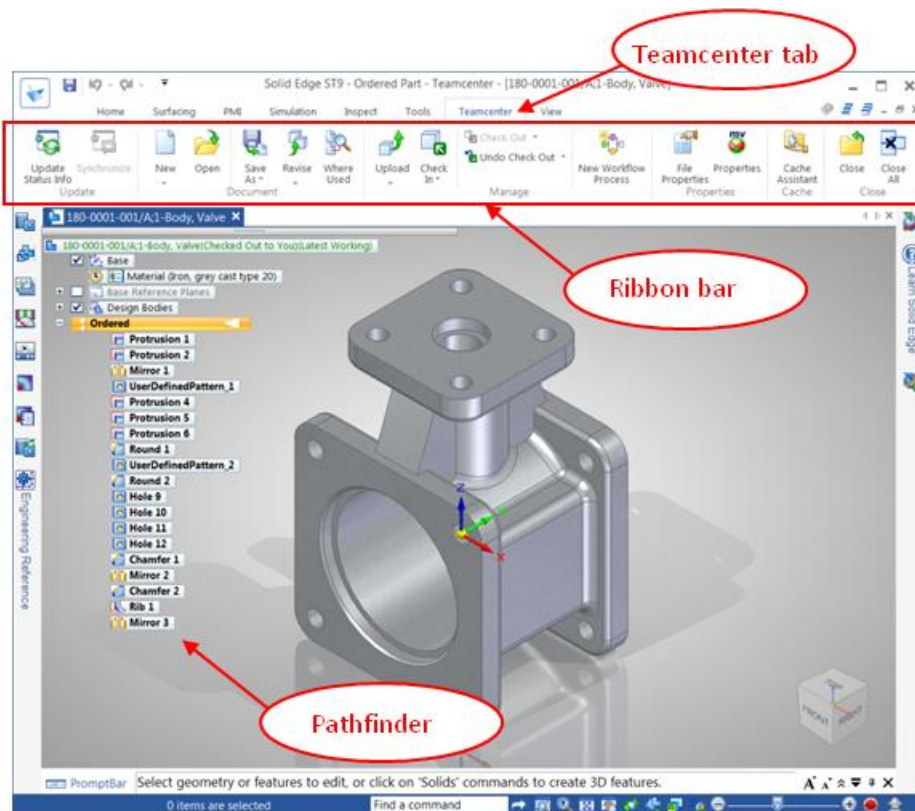 Teamcenter tab
Solid Edge ST9 - Ordered Part - Teamcenter - [180-0001-001/A;1-Body, Valve]
Home Surfacing PMI Simulation Inspect Tools Teamcenter View
Update Status Info Synchronize New Open Save As Revise Where Used Upload Check In Check Out New Workflow Process File Properties Properties Cache Assistant Close Close All
Undo Check Out
Update Document Manage Properties Cache Close
180-0001-001/A;1-Body, Valve
180-0001-001/A;1-Body, Valve(Checked Out to You)(Latest Working)
Base
Material (Iron, grey cast type 20)
Base Reference Planes
Design Bodies
Ordered
Protrusion 1
Protrusion 2
Mirror 1
UserDefinedPattern_1
Protrusion 4
Protrusion 5
Protrusion 6
Round 1
UserDefinedPattern_2
Round 2
Hole 9
Hole 10
Hole 11
Hole 12
Chamfer 1
Mirror 2
Chamfer 2
Rib 1
Mirror 3
Engineering Reference
Learn Solid Edge
Ribbon bar
Pathfinder
Z
X
TOP
FRONT RIGHT
PromptBar Select geometry or features to edit, or click on 'Solids' commands to create 3D features.
0 items are selected Find a command